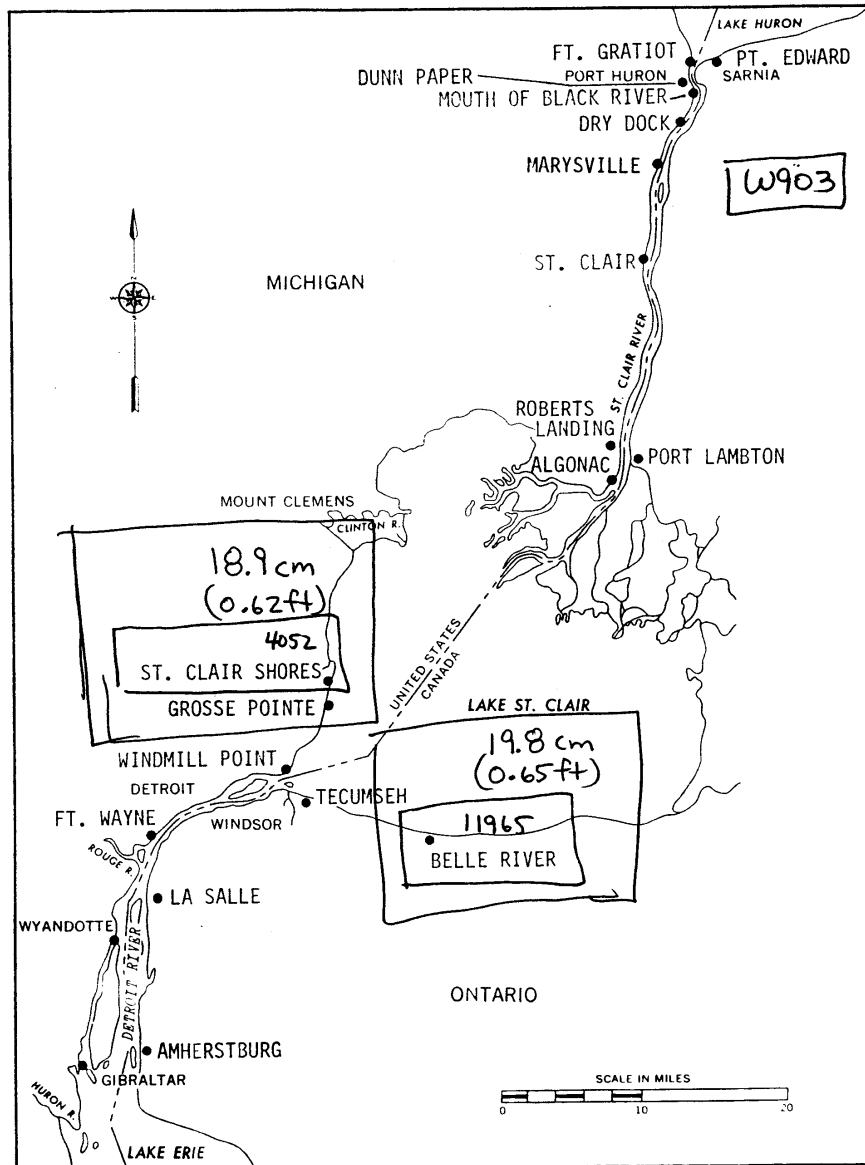 LAKE HURON
FT. GRATIOT
PT. EDWARD
DUNN PAPER
PORT HURON
SARNIA
MOUTH OF BLACK RIVER
DRY DOCK
MARYSVILLE
W903
ST. CLAIR
N
W
E
S
MICHIGAN
ST. CLAIR RIVER
ROBERTS
LANDING
ALGONAC
PORT LAMBTON
MOUNT CLEMENS
CLINTON R.
18.9 cm
(0.62ft)
4052
ST. CLAIR SHORES
GROSSE POINTE
UNITED STATES
CANADA
LAKE ST. CLAIR
19.8 cm
(0.65ft)
11965
BELLE RIVER
WINDMILL POINT
DETROIT
TECUMSEH
FT. WAYNE
WINDSOR
ROUGE R.
LA SALLE
WYANDOTTE
DETROIT RIVER
ONTARIO
AMHERSTBURG
GIBRALTAR
HURON R.
LAKE ERIE
SCALE IN MILES
0 10 20